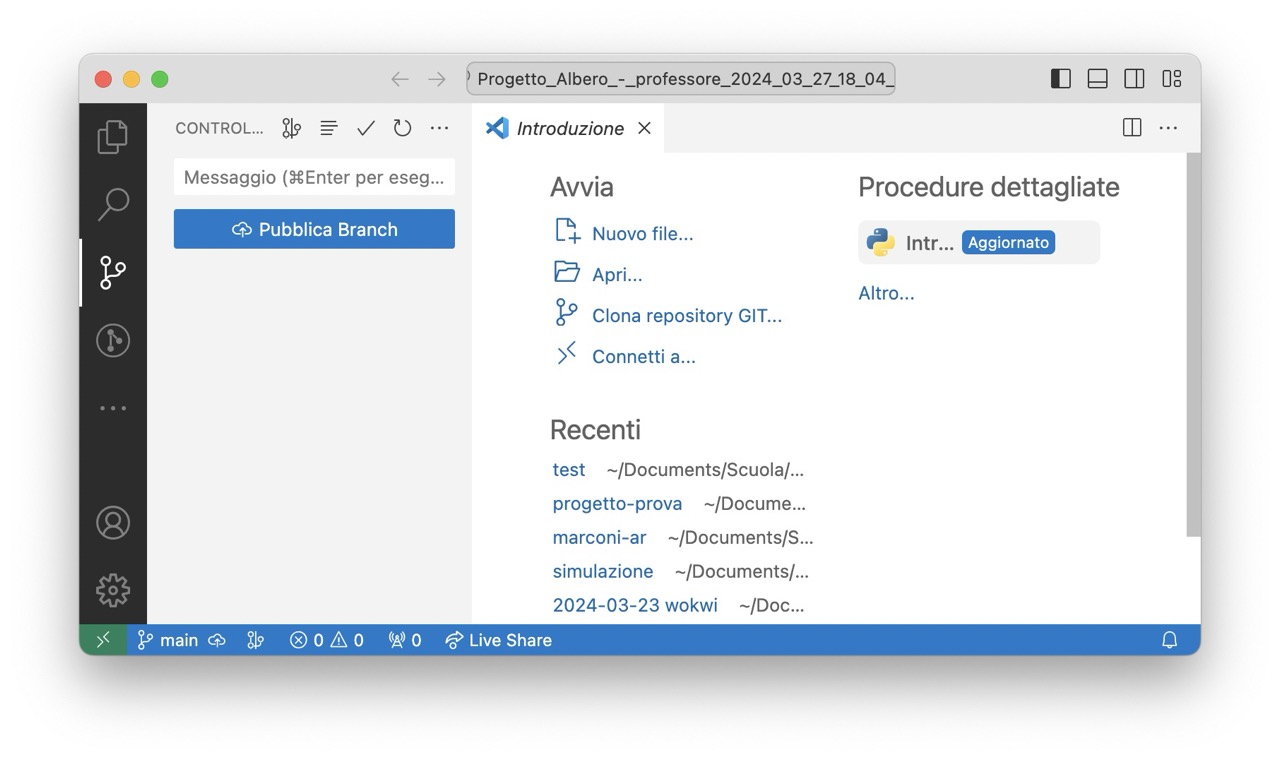 Progetto_Albero_-_professore_2024_03_27_18_04_
CONTROL...
Messaggio (⌘Enter per eseg...
Pubblica Branch
Introduzione
Avvia
Nuovo file...
Apri...
Clona repository GIT...
Connetti a...
Recenti
test ~/Documents/Scuola/...
progetto-prova ~/Docume...
marconi-ar ~/Documents/S...
simulazione ~/Documents/...
2024-03-23 wokwi ~/Doc...
Procedure dettagliate
Intr... Aggiornato
Altro...
main 0 0 0 Live Share